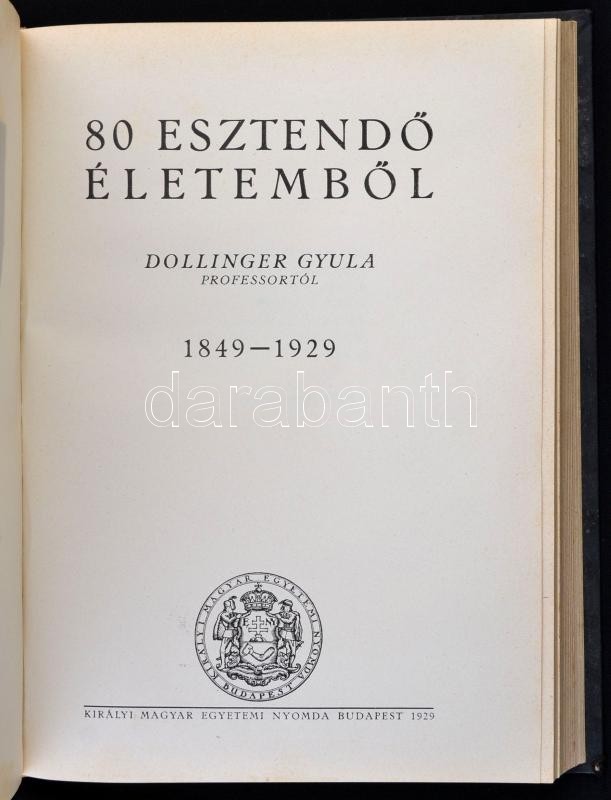 80 ESZTENDŐ
ÉLETEMBŐL
DOLLINGER GYULA
PROFESSORTÓL
1849—1929
darabanth
KIRÁLYI MAGYAR EGYETEMI NYOMDA
E NY
BUDAPEST
KIRÁLYI MAGYAR EGYETEMI NYOMDA BUDAPEST 1929